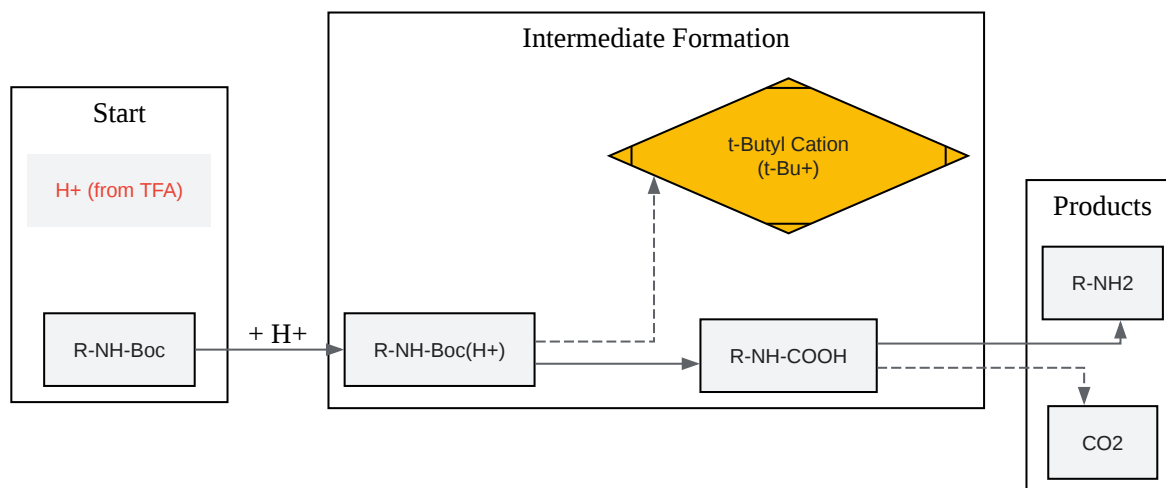 Start
H+ (from TFA)
R-NH-Boc
+ H+
Intermediate Formation
t-Butyl Cation
(t-Bu+)
R-NH-Boc(H+)
R-NH-COOH
Products
R-NH2
CO2